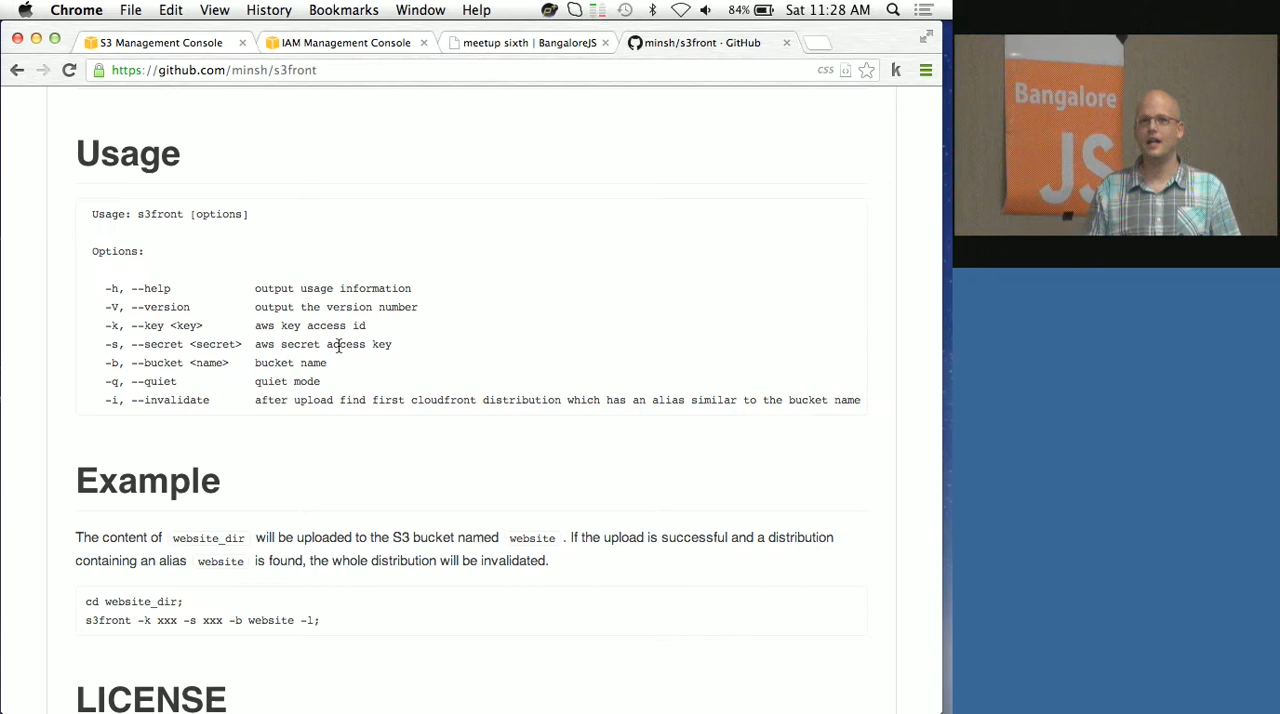 Chrome File Edit View History Bookmarks Window Help 84% Sat 11:28 AM
S3 Management Console
IAM Management Console
meetup sixth | BangaloreJS
minsh/s3front · GitHub
https://github.com/minsh/s3front
CSS
k
Usage
Usage: s3front [options]
Options:
-h, --help output usage information
-V, --version output the version number
-k, --key <key> aws key access id
-s, --secret <secret> aws secret access key
-b, --bucket <name> bucket name
-q, --quiet quiet mode
-i, --invalidate after upload find first cloudfront distribution which has an alias similar to the bucket name
Example
The content of website_dir will be uploaded to the S3 bucket named website . If the upload is successful and a distribution
containing an alias website is found, the whole distribution will be invalidated.
cd website_dir;
s3front -k xxx -s xxx -b website -l;
LICENSE
Bangalore
JS